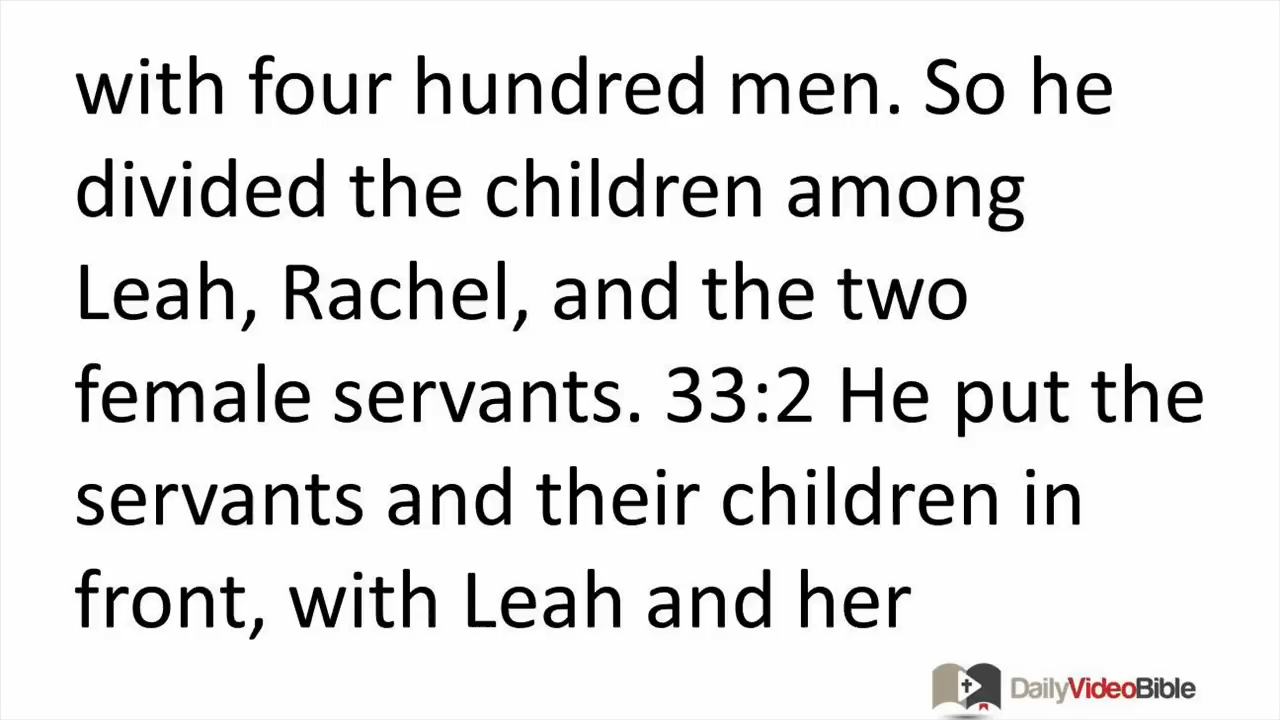 with four hundred men. So he
divided the children among
Leah, Rachel, and the two
female servants. 33:2 He put the
servants and their children in
front, with Leah and her
DailyVideoBible